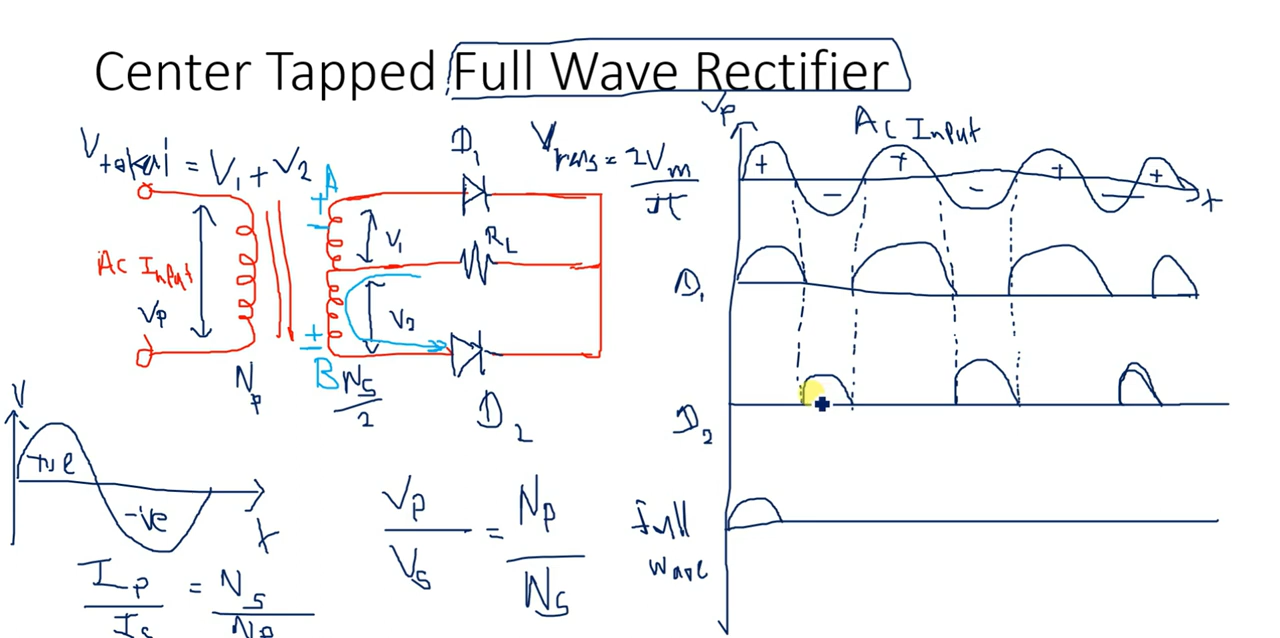 Center Tapped Full Wave Rectifier
Vtotal = V1 + V2
D1
Vrms = 2Vm / π
Vp
AC Input
+ − + − + − +
t
A
+
−
V1
RL
AC Input
Vp
V2
D1
+
−
B
Np
Ns / 2
D2
D2
V
+ve
-ve
t
Vp / Vs = Np / Ns
full
wave
Ip / Is = Ns / Np